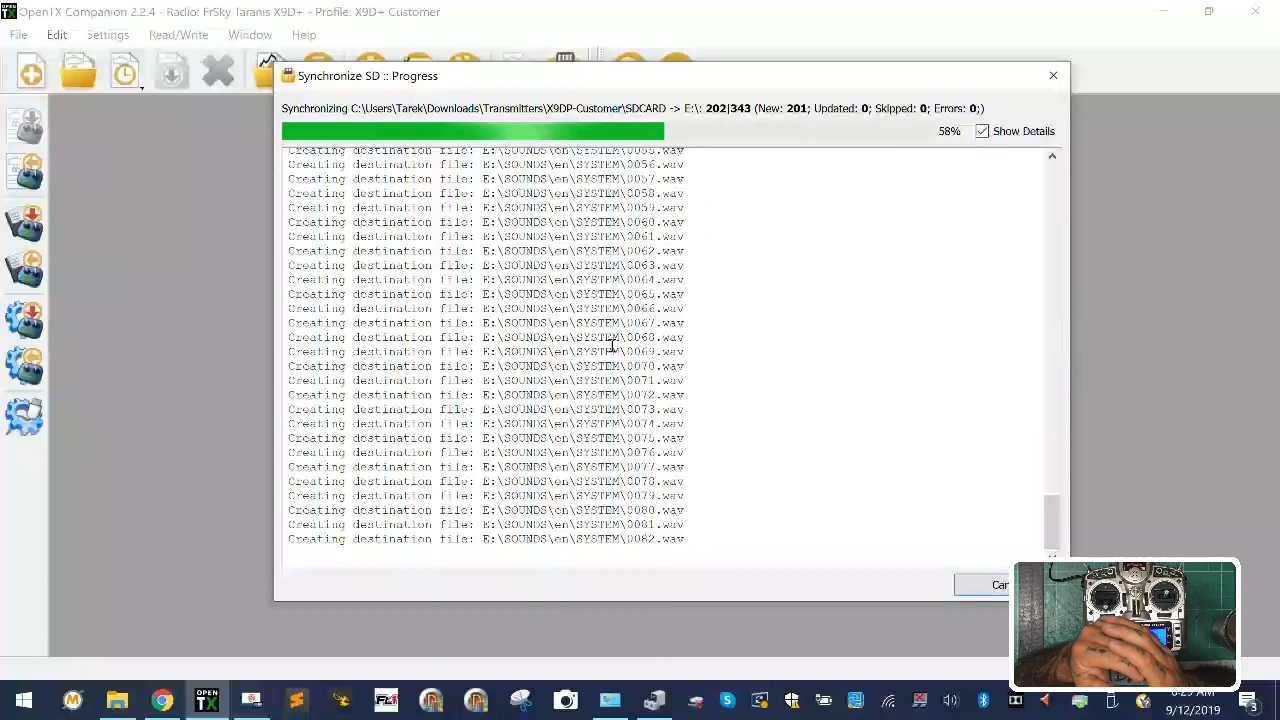 OpenTX Companion 2.2.4 - Radio: FrSky Taranis X9D+ - Profile: X9D+ Customer
File Edit Settings Read/Write Window Help
Synchronize SD :: Progress
Synchronizing C:\Users\Tarek\Downloads\Transmitters\X9DP-Customer\SDCARD -> E:\: 202|343 (New: 201; Updated: 0; Skipped: 0; Errors: 0;)
58% Show Details
Creating destination file: E:\SOUNDS\en\SYSTEM\0055.wav
Creating destination file: E:\SOUNDS\en\SYSTEM\0056.wav
Creating destination file: E:\SOUNDS\en\SYSTEM\0057.wav
Creating destination file: E:\SOUNDS\en\SYSTEM\0058.wav
Creating destination file: E:\SOUNDS\en\SYSTEM\0059.wav
Creating destination file: E:\SOUNDS\en\SYSTEM\0060.wav
Creating destination file: E:\SOUNDS\en\SYSTEM\0061.wav
Creating destination file: E:\SOUNDS\en\SYSTEM\0062.wav
Creating destination file: E:\SOUNDS\en\SYSTEM\0063.wav
Creating destination file: E:\SOUNDS\en\SYSTEM\0064.wav
Creating destination file: E:\SOUNDS\en\SYSTEM\0065.wav
Creating destination file: E:\SOUNDS\en\SYSTEM\0066.wav
Creating destination file: E:\SOUNDS\en\SYSTEM\0067.wav
Creating destination file: E:\SOUNDS\en\SYSTEM\0068.wav
Creating destination file: E:\SOUNDS\en\SYSTEM\0069.wav
Creating destination file: E:\SOUNDS\en\SYSTEM\0070.wav
Creating destination file: E:\SOUNDS\en\SYSTEM\0071.wav
Creating destination file: E:\SOUNDS\en\SYSTEM\0072.wav
Creating destination file: E:\SOUNDS\en\SYSTEM\0073.wav
Creating destination file: E:\SOUNDS\en\SYSTEM\0074.wav
Creating destination file: E:\SOUNDS\en\SYSTEM\0075.wav
Creating destination file: E:\SOUNDS\en\SYSTEM\0076.wav
Creating destination file: E:\SOUNDS\en\SYSTEM\0077.wav
Creating destination file: E:\SOUNDS\en\SYSTEM\0078.wav
Creating destination file: E:\SOUNDS\en\SYSTEM\0079.wav
Creating destination file: E:\SOUNDS\en\SYSTEM\0080.wav
Creating destination file: E:\SOUNDS\en\SYSTEM\0081.wav
Creating destination file: E:\SOUNDS\en\SYSTEM\0082.wav
Can
OPEN
TX
9/12/2019
3